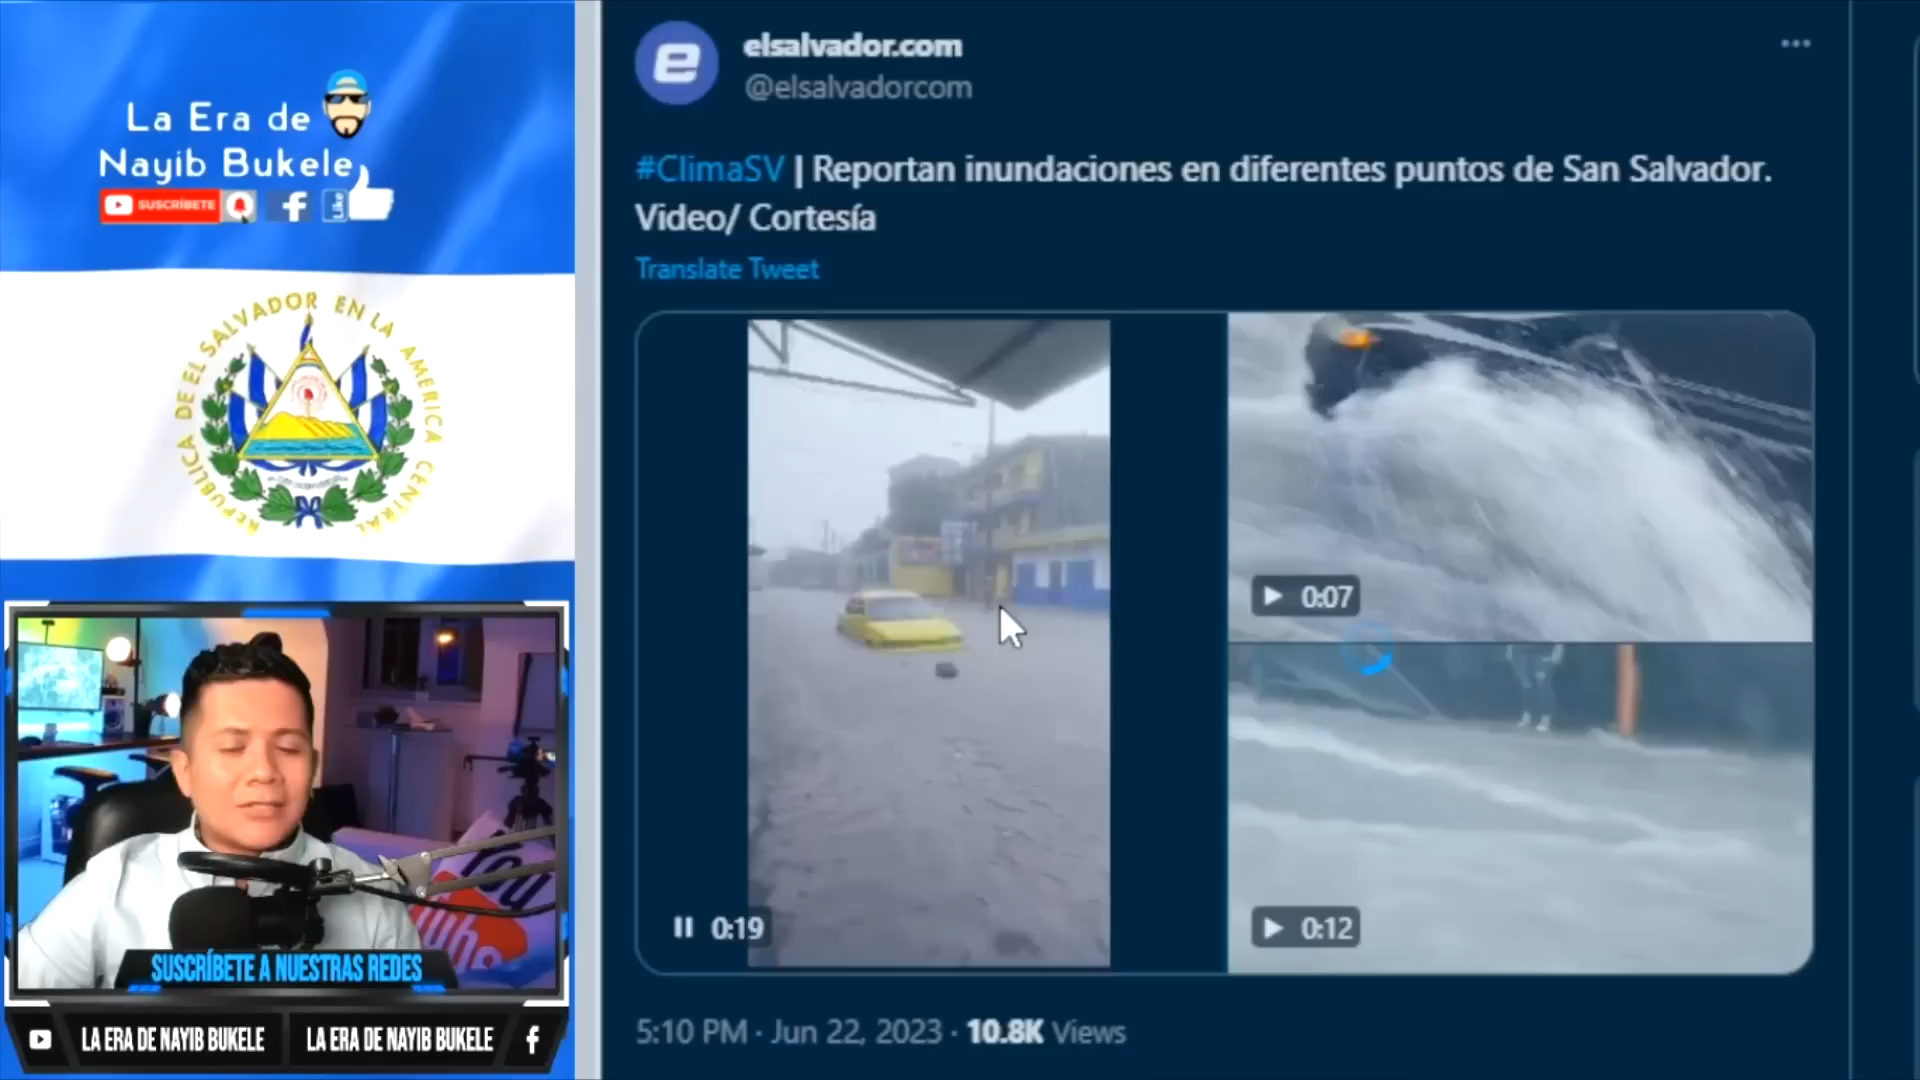 La Era de
Nayib Bukele
SUSCRÍBETE
Like
REPUBLICA DE EL SALVADOR EN LA AMERICA CENTRAL
SUSCRÍBETE A NUESTRAS REDES
LA ERA DE NAYIB BUKELE
LA ERA DE NAYIB BUKELE
elsalvador.com
@elsalvadorcom
#ClimaSV | Reportan inundaciones en diferentes puntos de San Salvador.
Video/ Cortesía
Translate Tweet
0:19
0:07
0:12
5:10 PM · Jun 22, 2023 · 10.8K Views